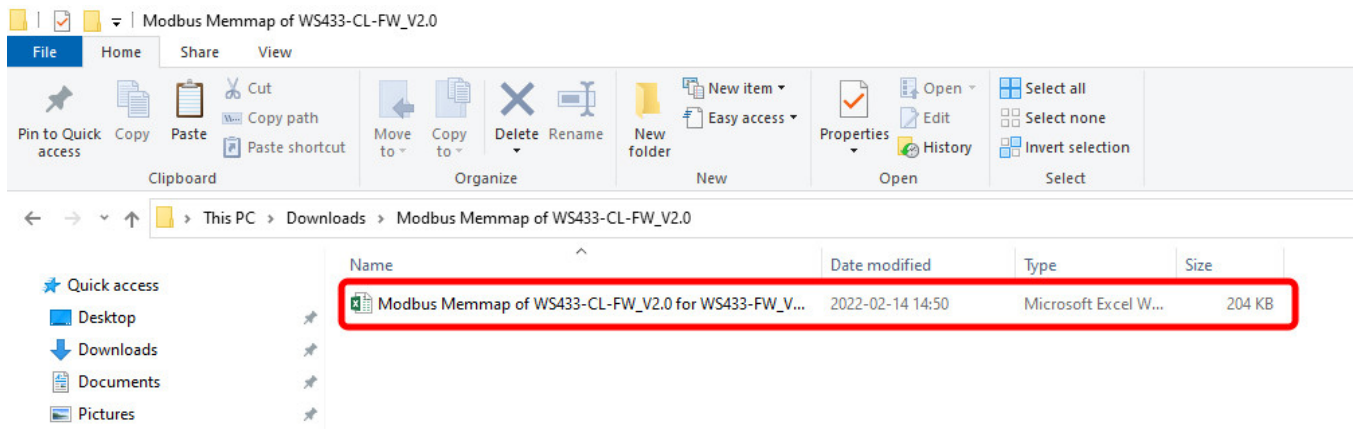 Modbus Memmap of WS433-CL-FW_V2.0
File Home Share View
Pin to Quick access
Copy
Paste
Cut
Copy path
Paste shortcut
Clipboard
Move to
Copy to
Delete
Rename
Organize
New folder
New item
Easy access
New
Properties
Open
Edit
History
Open
Select all
Select none
Invert selection
Select
This PC > Downloads > Modbus Memmap of WS433-CL-FW_V2.0
Name Date modified Type Size
Quick access
Modbus Memmap of WS433-CL-FW_V2.0 for WS433-FW_V... 2022-02-14 14:50 Microsoft Excel W... 204 KB
Desktop
Downloads
Documents
Pictures